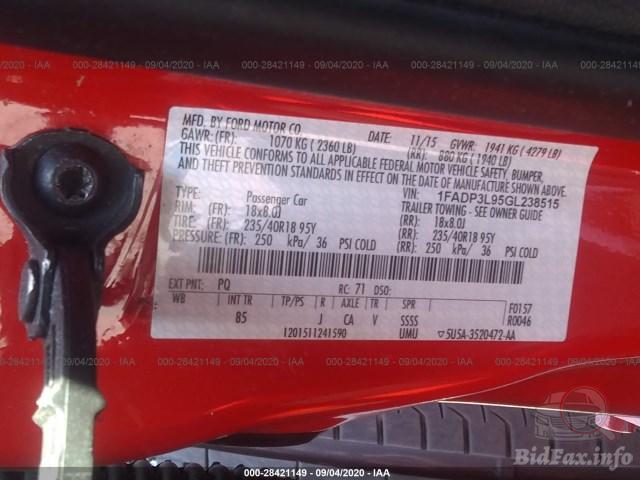 000-28421149 - 09/04/2020 - IAA 000-28421149 - 09/04/2020 - IAA 000-28421149 - 09/04/2020 - IAA
MFD. BY FORD MOTOR CO.
DATE: 11/15 GVWR: 1941 KG ( 4279 LB)
GAWR: (FR): 1070 KG ( 2360 LB) (RR): 880 KG ( 1940 LB)
THIS VEHICLE CONFORMS TO ALL APPLICABLE FEDERAL MOTOR VEHICLE SAFETY, BUMPER,
AND THEFT PREVENTION STANDARDS IN EFFECT ON THE DATE OF MANUFACTURE SHOWN ABOVE.
VIN: 1FADP3L95GL238515
TYPE: Passenger Car TRAILER TOWING - SEE OWNER GUIDE
RIM: (FR): 18x8.0J (RR): 18x8.0J
TIRE: (FR): 235/40R18 95Y (RR): 235/40R18 95Y
PRESSURE: (FR): 250 kPa/ 36 PSI COLD (RR): 250 kPa/ 36 PSI COLD
EXT PNT: PQ RC: 71 DSO:
WB INT TR TP/PS R AXLE TR SPR F0157
85 J CA V SSSS R0046
1201511241590 UMU ▽5U5A-3520472-AA
000-28421149 - 09/04/2020 - IAA 000-28421149 - 09/04/2020 - IAA 000-28421149 - 09/04/2020 - IAA
BidFax.info
000-28421149 - 09/04/2020 - IAA